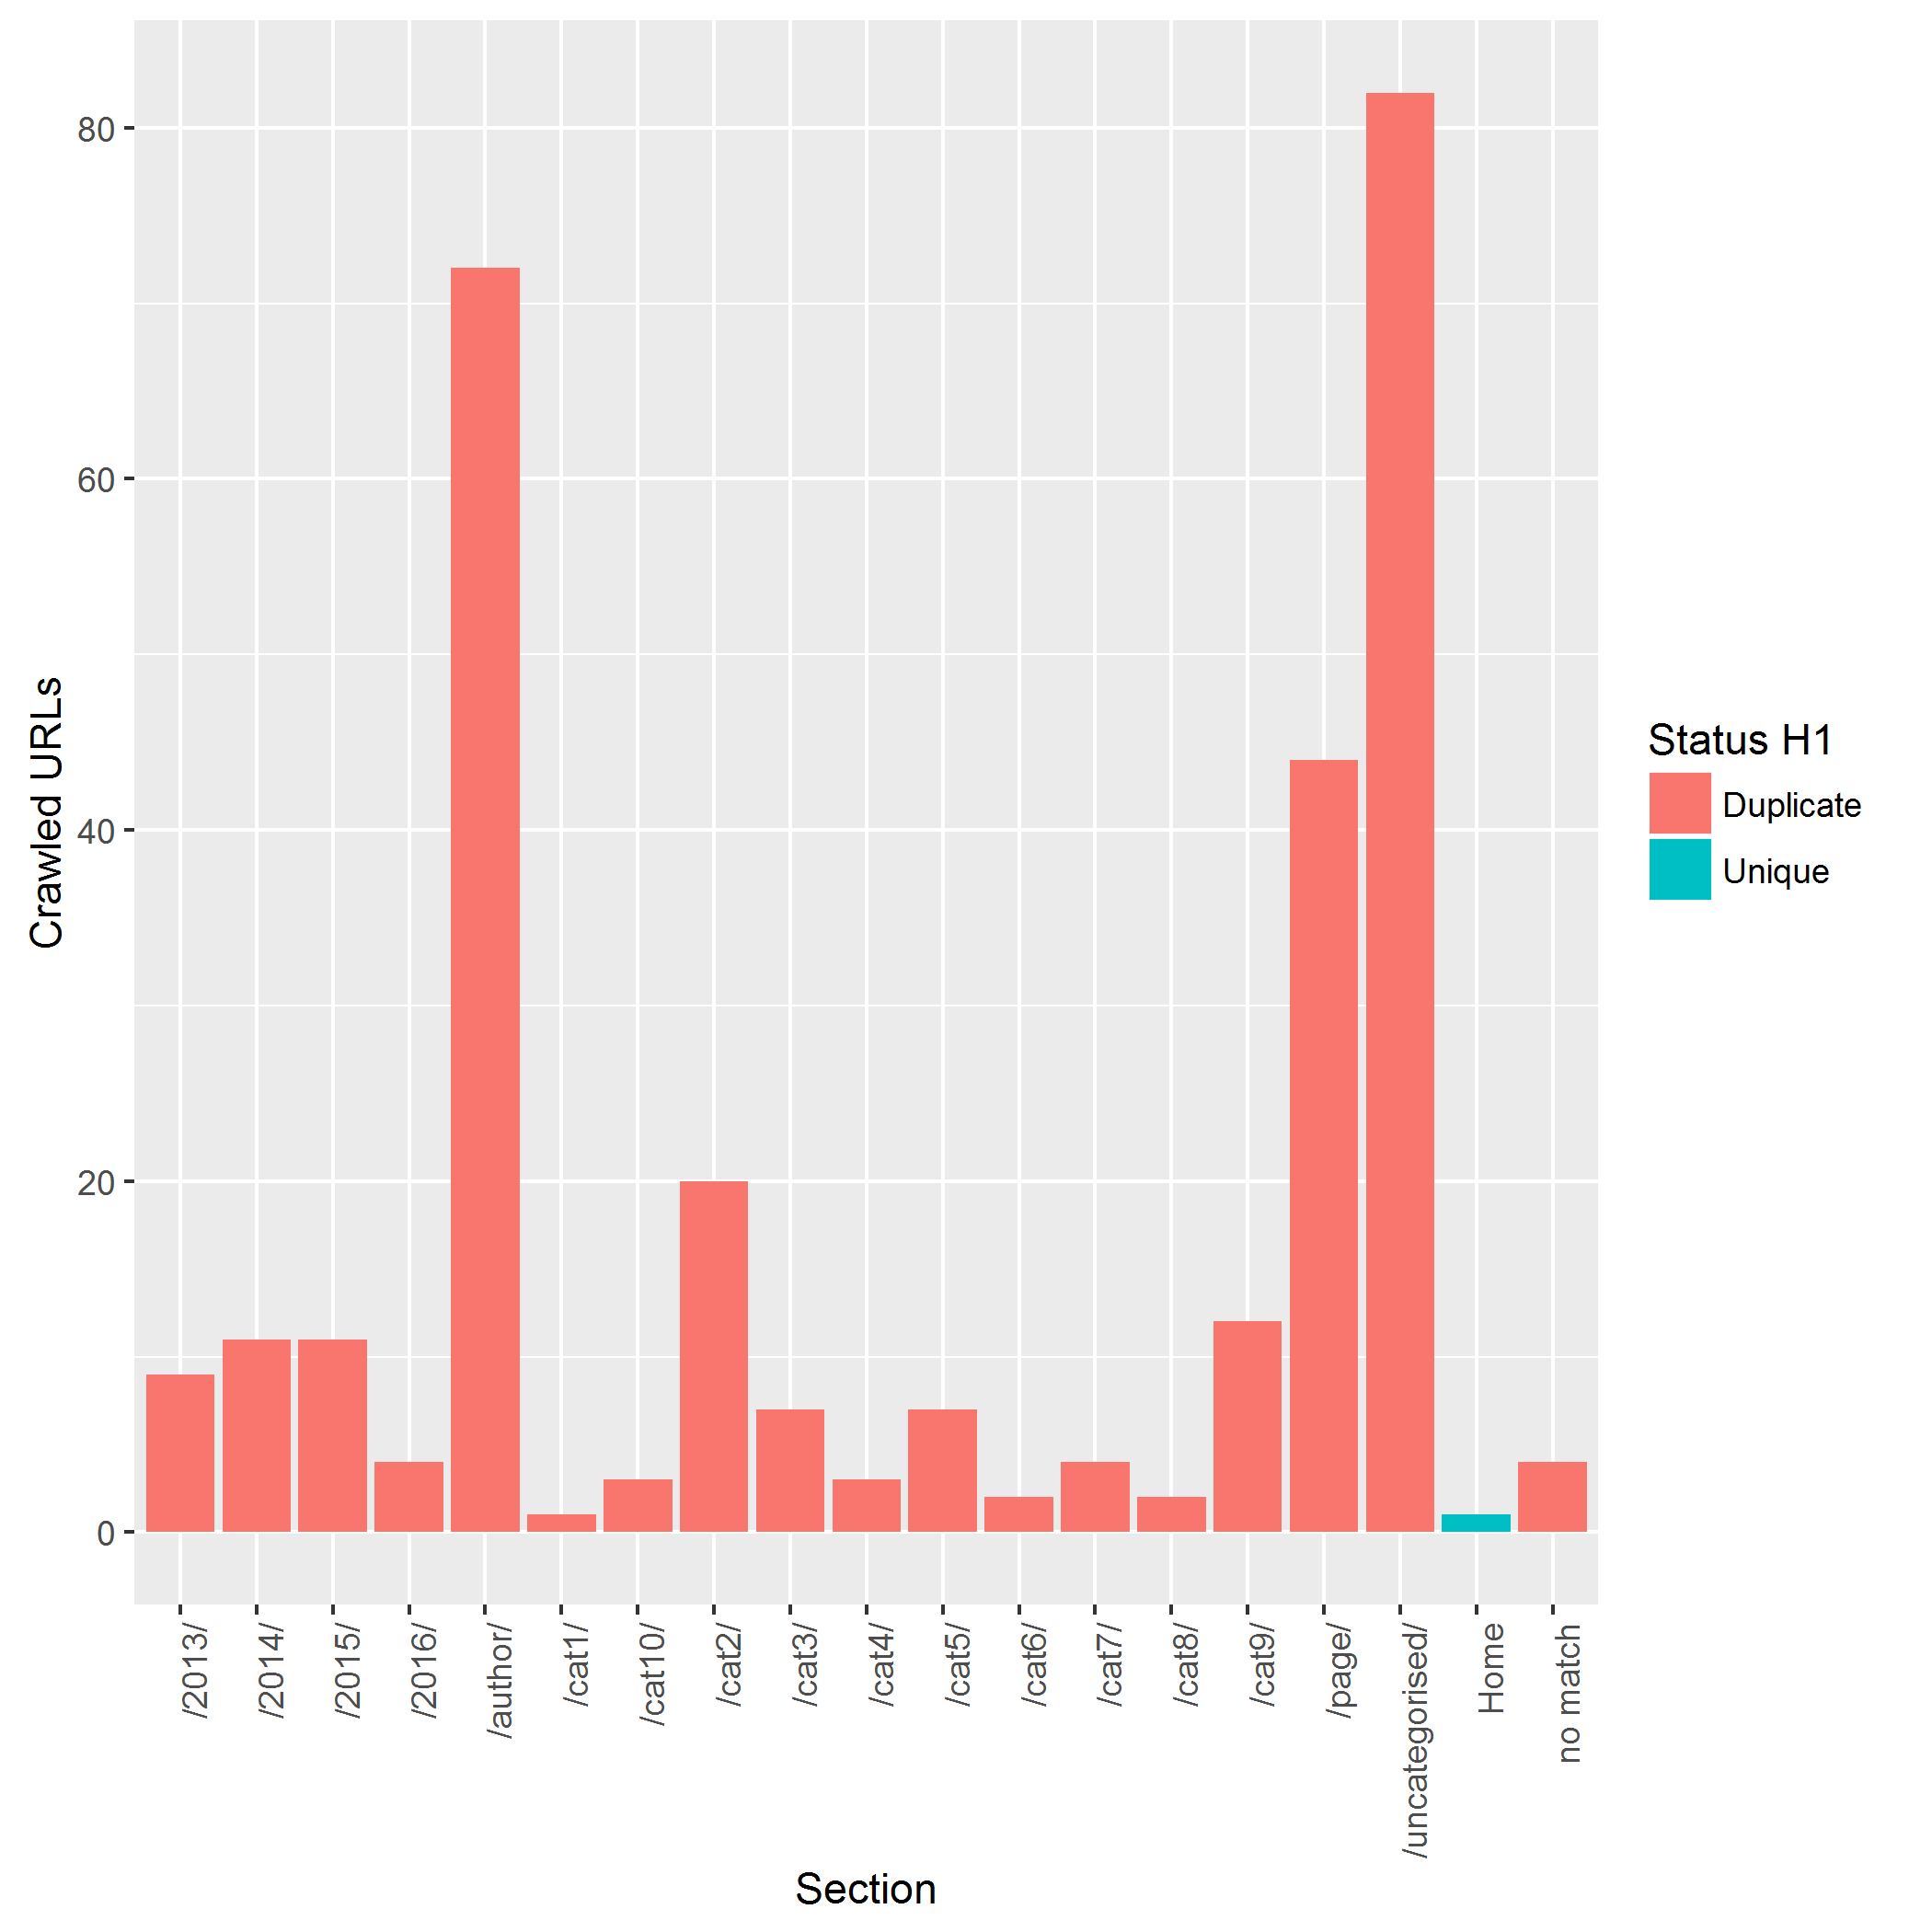 80
60
40
20
0
Crawled URLs
/2013/
/2014/
/2015/
/2016/
/author/
/cat1/
/cat10/
/cat2/
/cat3/
/cat4/
/cat5/
/cat6/
/cat7/
/cat8/
/cat9/
/page/
/uncategorised/
Home
no match
Section
Status H1
Duplicate
Unique